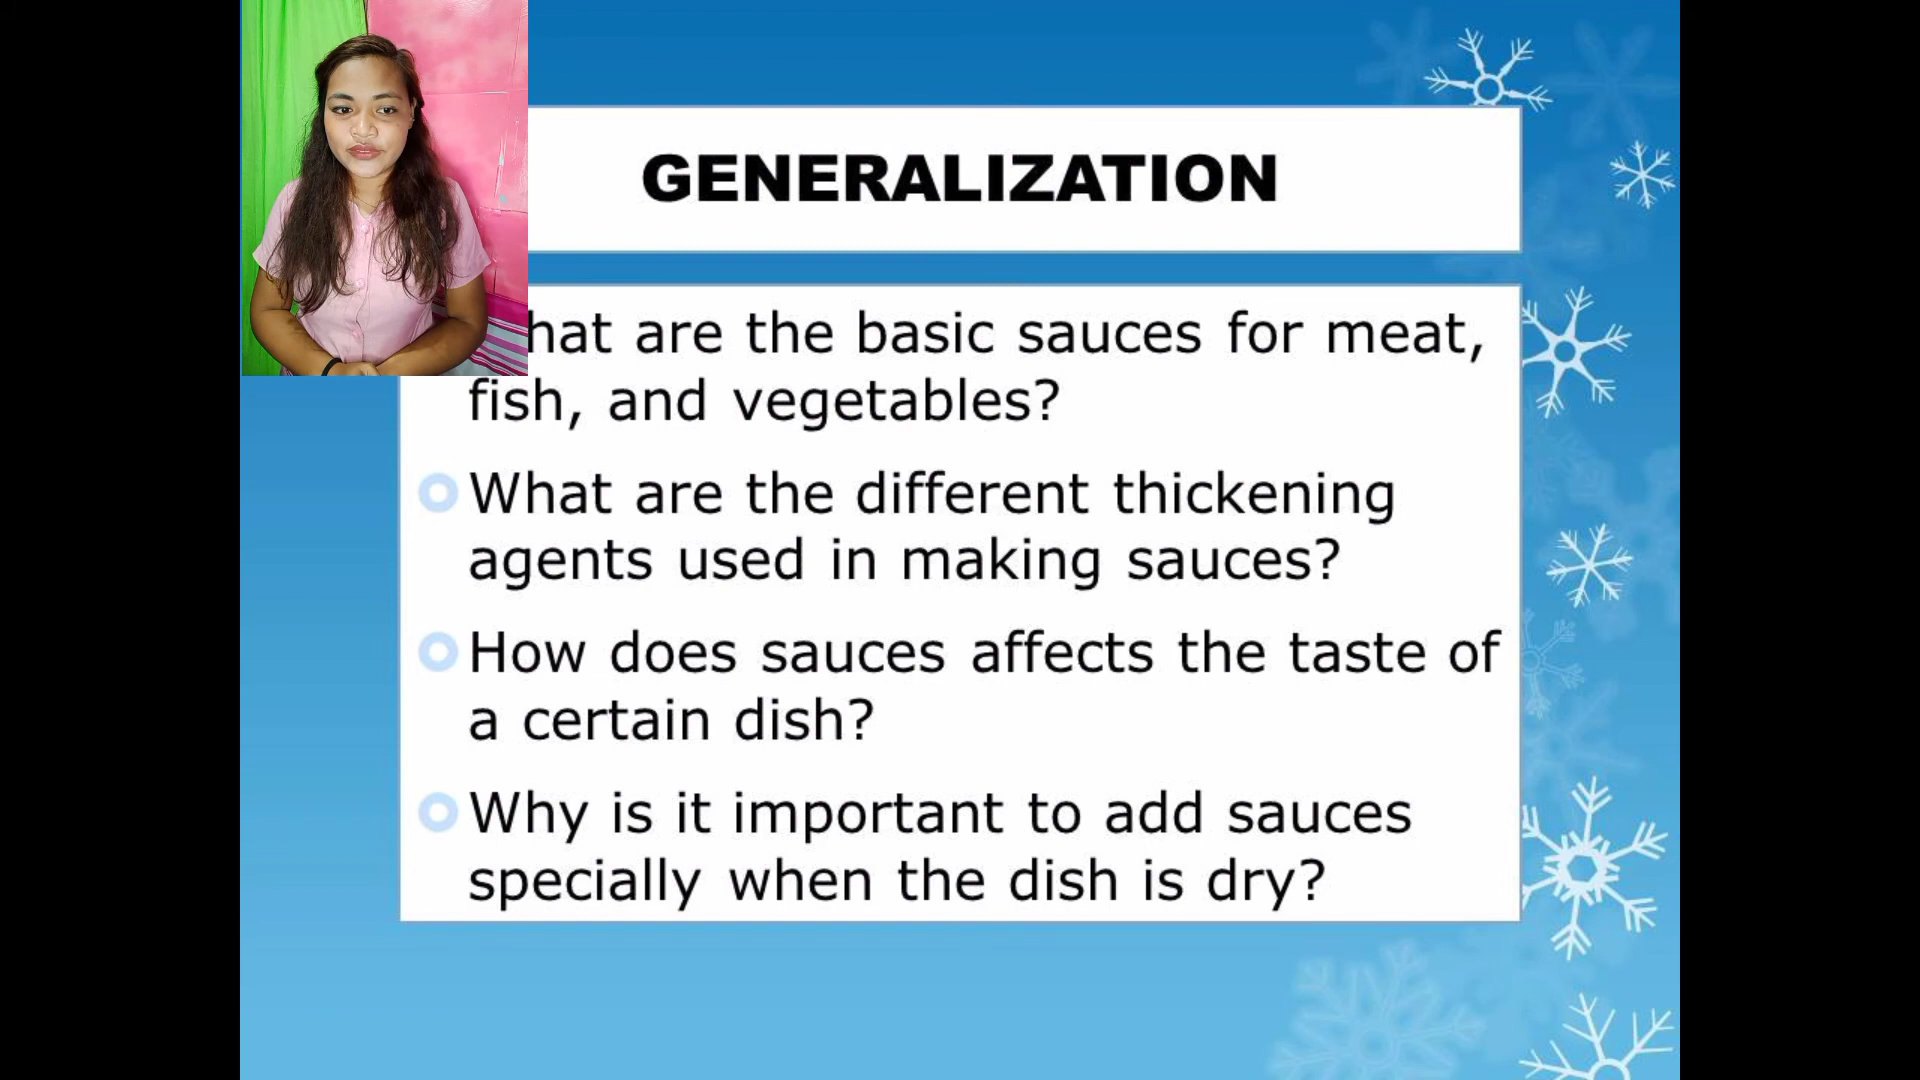 GENERALIZATION
hat are the basic sauces for meat,
fish, and vegetables?
What are the different thickening
agents used in making sauces?
How does sauces affects the taste of
a certain dish?
Why is it important to add sauces
specially when the dish is dry?